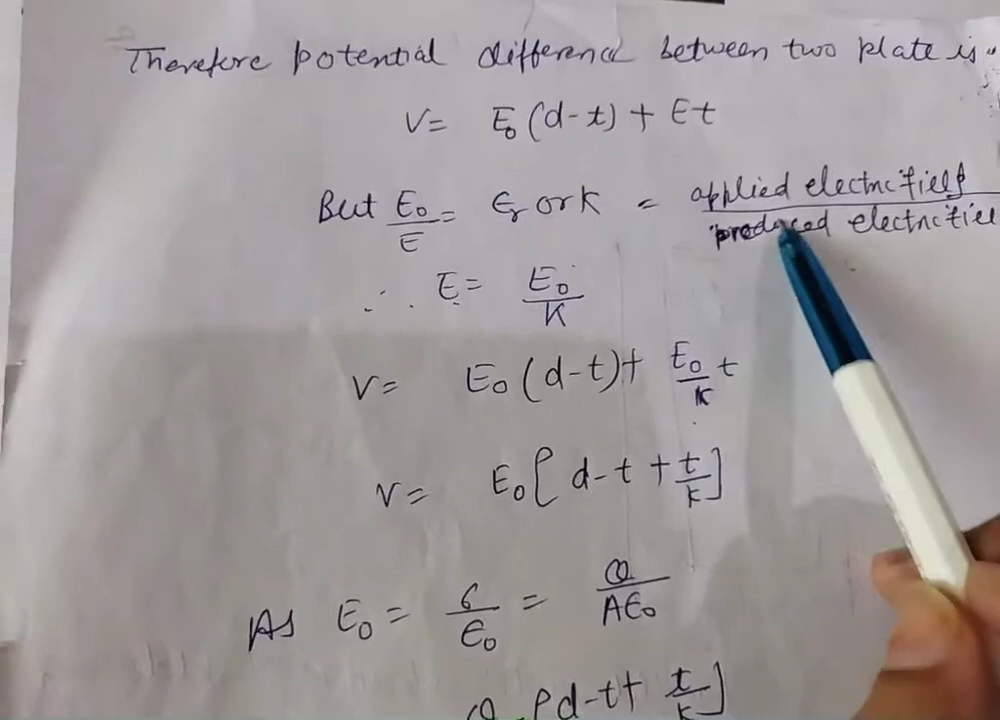 Therefore potential difference between two plate is
V = E₀ (d-t) + Et
But E₀/E = εr or K = applied electric field / produced electric fiel
∴ E = E₀/K
V = E₀ (d-t) + E₀/K t
V = E₀ [d-t + t/K]
As E₀ = σ/ε₀ = Q/Aε₀
Q [d-t+ t/K]